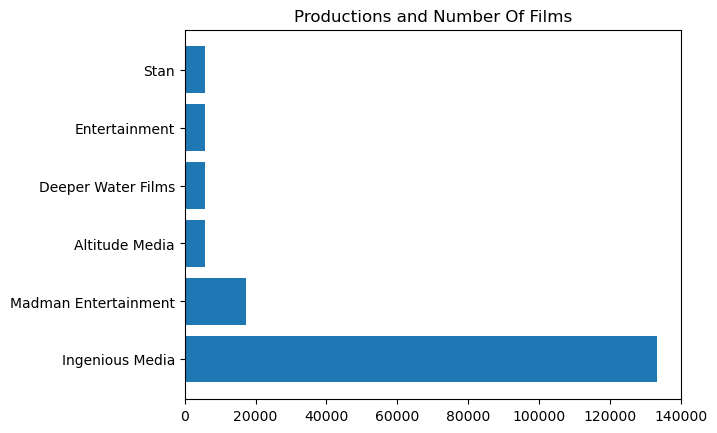 Productions and Number Of Films
Stan
Entertainment
Deeper Water Films
Altitude Media
Madman Entertainment
Ingenious Media
0 20000 40000 60000 80000 100000 120000 140000